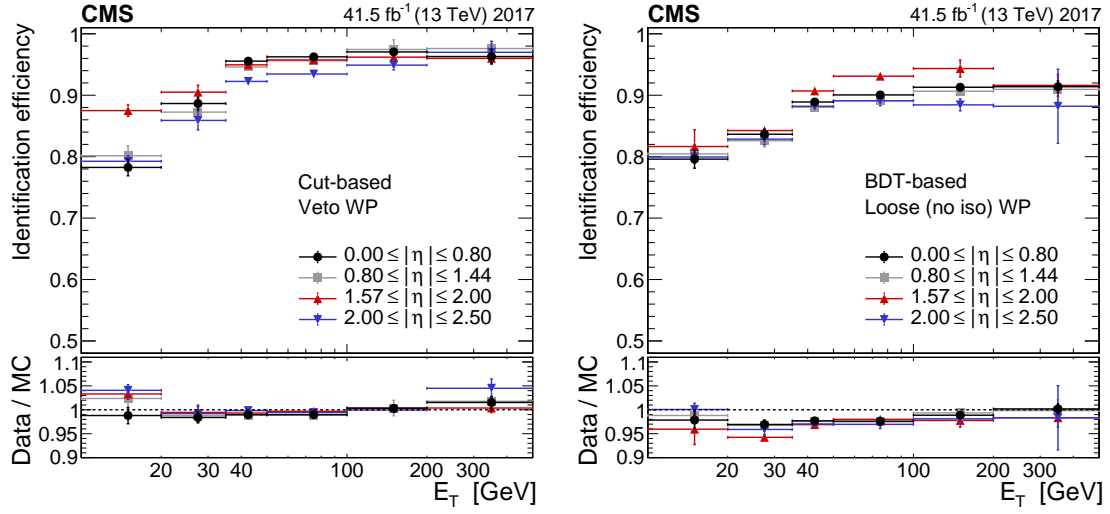 CMS 41.5 fb⁻¹ (13 TeV) 2017
Identification efficiency
1
0.9
0.8
0.7
0.6
0.5
Cut-based
Veto WP
0.00 ≤ |η| ≤ 0.80
0.80 ≤ |η| ≤ 1.44
1.57 ≤ |η| ≤ 2.00
2.00 ≤ |η| ≤ 2.50
Data / MC
1.1
1.05
1
0.95
0.9
20 30 40 100 200 300
E_T [GeV]
CMS 41.5 fb⁻¹ (13 TeV) 2017
Identification efficiency
1
0.9
0.8
0.7
0.6
0.5
BDT-based
Loose (no iso) WP
0.00 ≤ |η| ≤ 0.80
0.80 ≤ |η| ≤ 1.44
1.57 ≤ |η| ≤ 2.00
2.00 ≤ |η| ≤ 2.50
Data / MC
1.1
1.05
1
0.95
0.9
20 30 40 100 200 300
E_T [GeV]